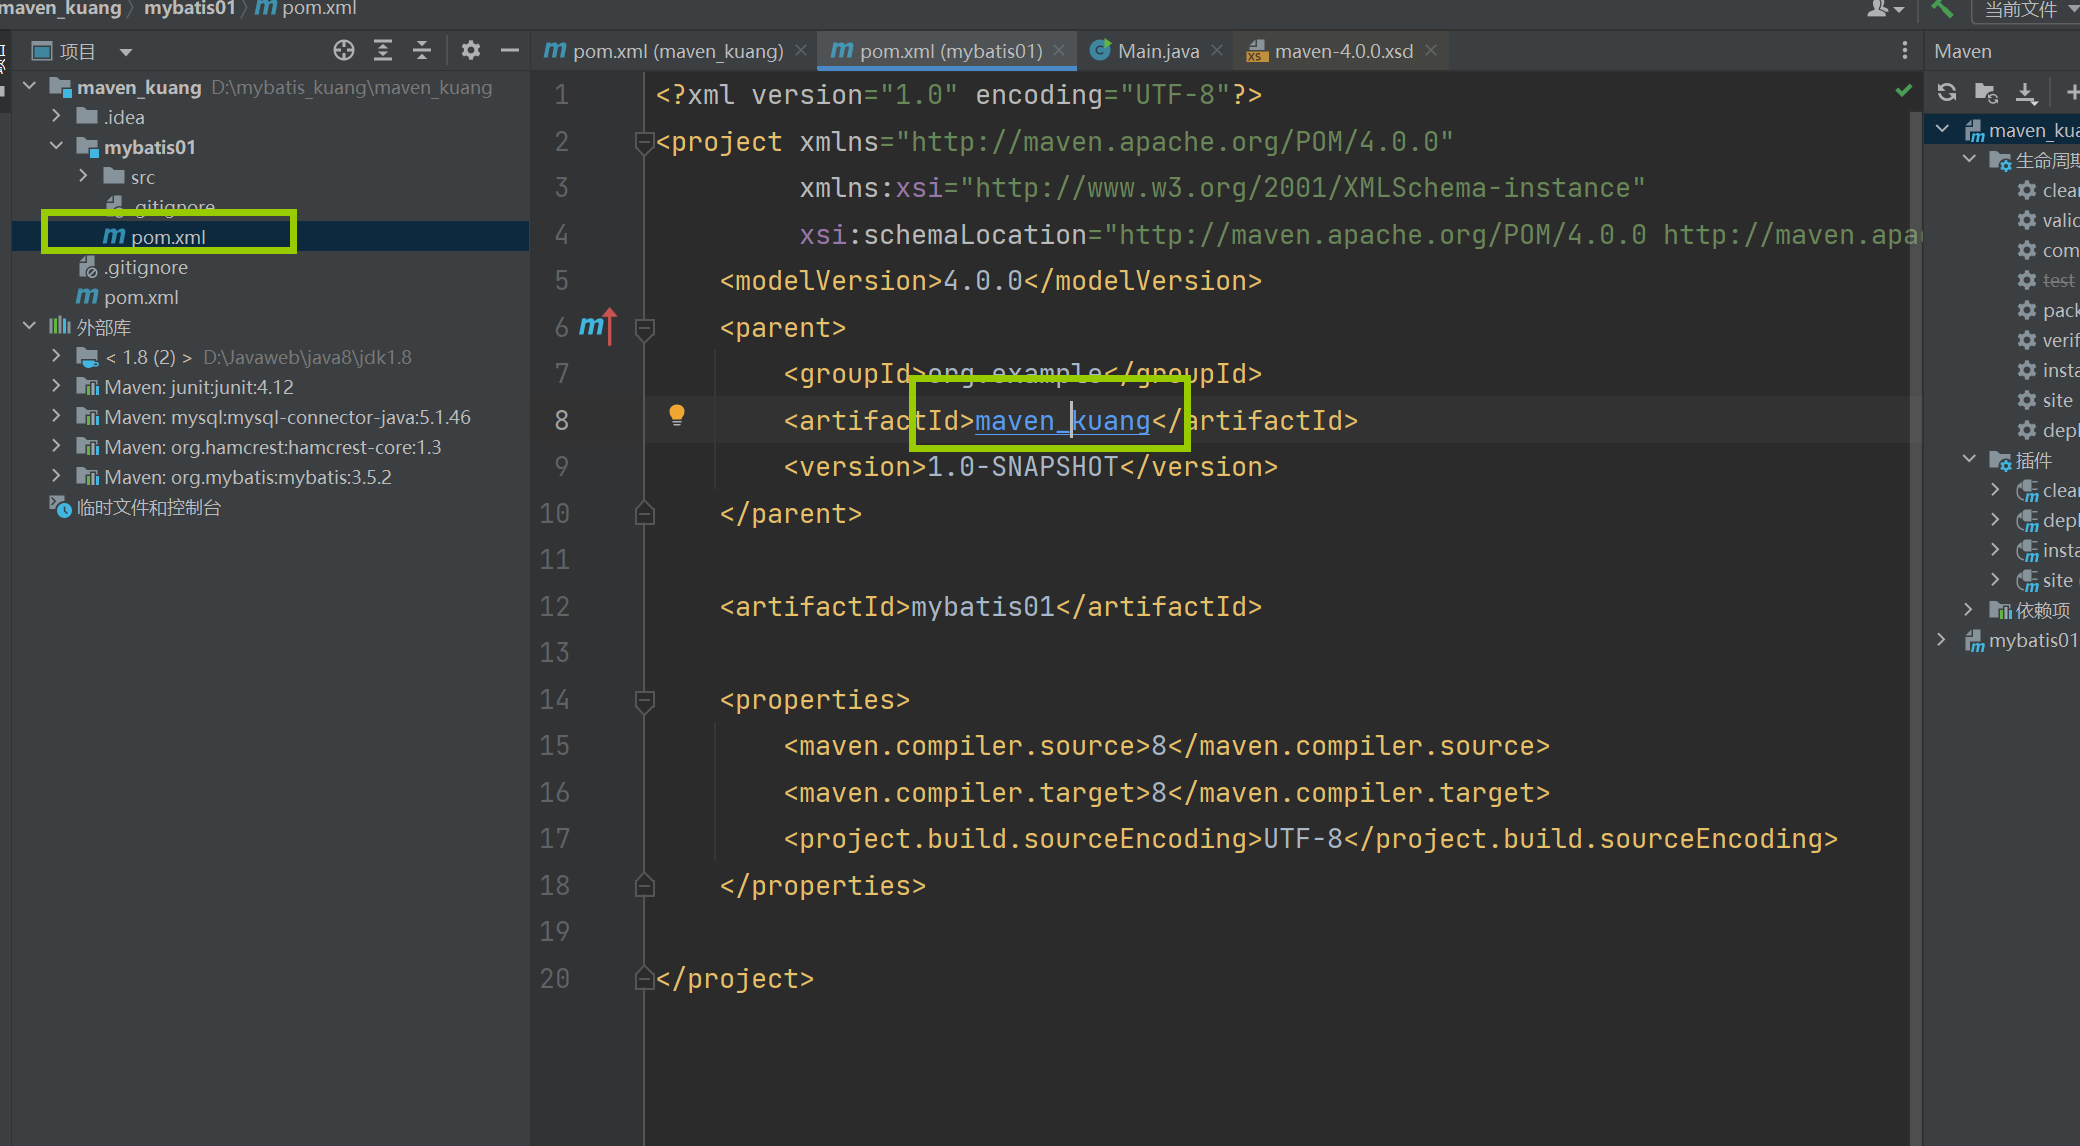 maven_kuang mybatis01 m pom.xml
当前文件
项目
m pom.xml (maven_kuang)
m pom.xml (mybatis01)
Main.java
maven-4.0.0.xsd
Maven
maven_kuang D:\mybatis_kuang\maven_kuang
.idea
mybatis01
src
.gitignore
m pom.xml
.gitignore
m pom.xml
外部库
< 1.8 (2) > D:\Javaweb\java8\jdk1.8
Maven: junit:junit:4.12
Maven: mysql:mysql-connector-java:5.1.46
Maven: org.hamcrest:hamcrest-core:1.3
Maven: org.mybatis:mybatis:3.5.2
临时文件和控制台
1 <?xml version="1.0" encoding="UTF-8"?>
2 <project xmlns="http://maven.apache.org/POM/4.0.0"
3 xmlns:xsi="http://www.w3.org/2001/XMLSchema-instance"
4 xsi:schemaLocation="http://maven.apache.org/POM/4.0.0 http://maven.apa
5 <modelVersion>4.0.0</modelVersion>
6 <parent>
7 <groupId>org.example</groupId>
8 <artifactId>maven_kuang</artifactId>
9 <version>1.0-SNAPSHOT</version>
10 </parent>
11
12 <artifactId>mybatis01</artifactId>
13
14 <properties>
15 <maven.compiler.source>8</maven.compiler.source>
16 <maven.compiler.target>8</maven.compiler.target>
17 <project.build.sourceEncoding>UTF-8</project.build.sourceEncoding>
18 </properties>
19
20 </project>
maven_kua
生命周期
clea
valid
com
test
pack
verif
insta
site
depl
插件
clea
depl
insta
site
依赖项
mybatis01